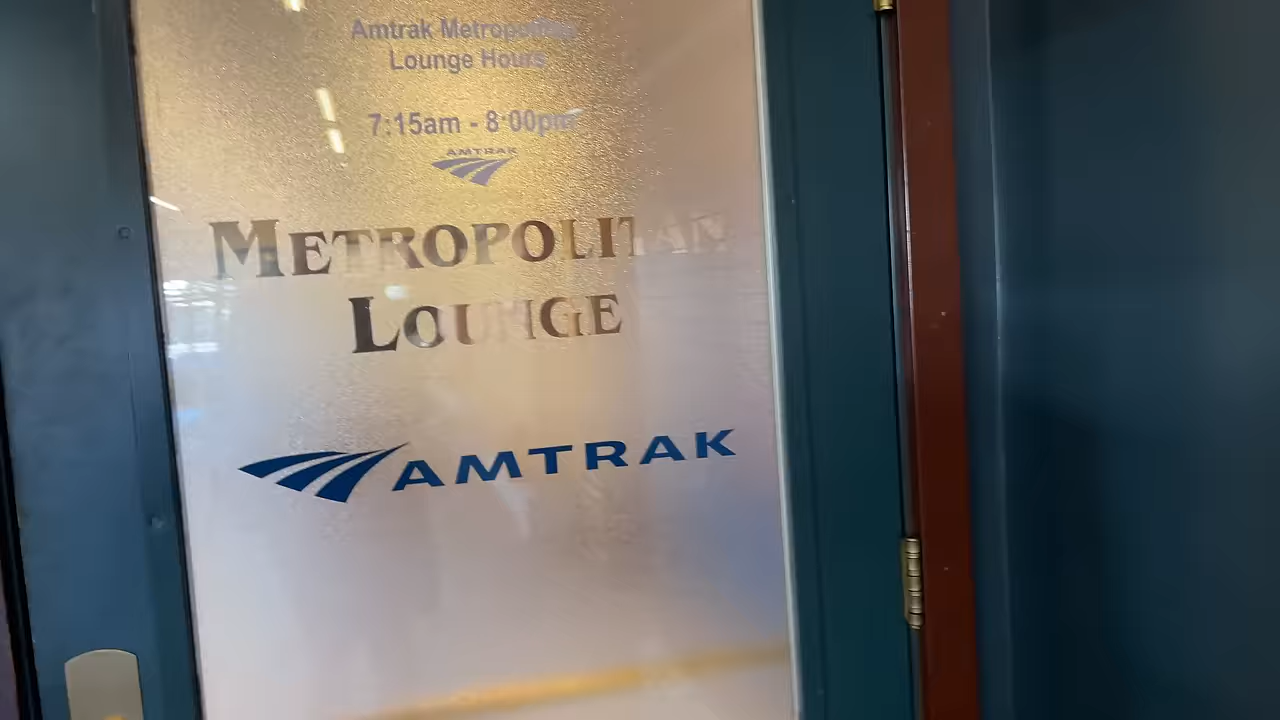 Amtrak Metropolitan
Lounge Hours
7:15am - 8:00pm
AMTRAK
METROPOLITAN
LOUNGE
AMTRAK